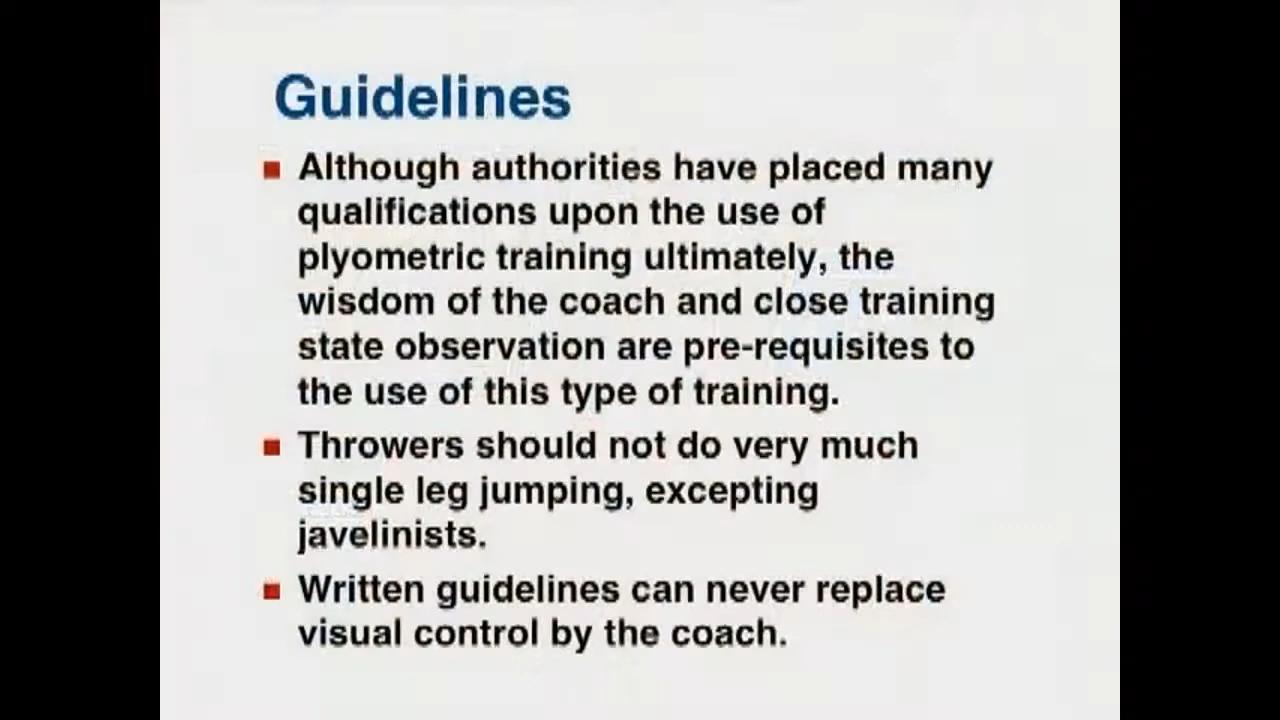 Guidelines
Although authorities have placed many
qualifications upon the use of
plyometric training ultimately, the
wisdom of the coach and close training
state observation are pre-requisites to
the use of this type of training.
Throwers should not do very much
single leg jumping, excepting
javelinists.
Written guidelines can never replace
visual control by the coach.